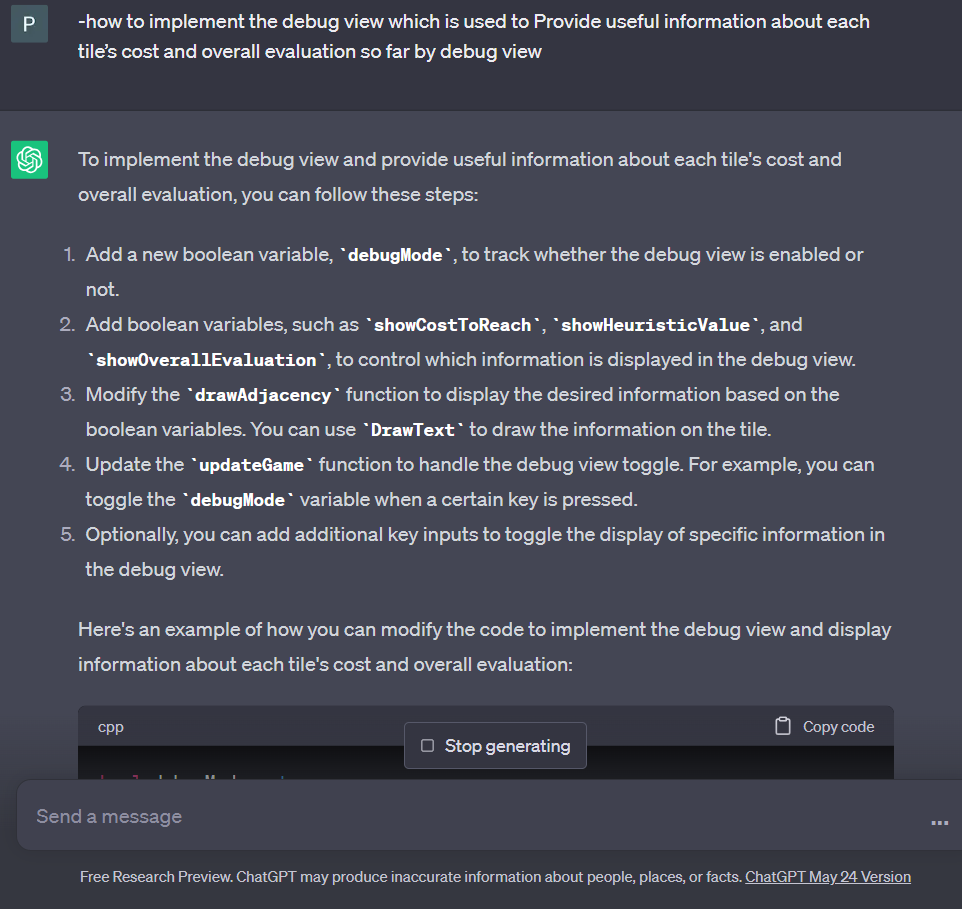 P
-how to implement the debug view which is used to Provide useful information about each
tile’s cost and overall evaluation so far by debug view
To implement the debug view and provide useful information about each tile's cost and
overall evaluation, you can follow these steps:
1. Add a new boolean variable, `debugMode`, to track whether the debug view is enabled or
not.
2. Add boolean variables, such as `showCostToReach`, `showHeuristicValue`, and
`showOverallEvaluation`, to control which information is displayed in the debug view.
3. Modify the `drawAdjacency` function to display the desired information based on the
boolean variables. You can use `DrawText` to draw the information on the tile.
4. Update the `updateGame` function to handle the debug view toggle. For example, you can
toggle the `debugMode` variable when a certain key is pressed.
5. Optionally, you can add additional key inputs to toggle the display of specific information in
the debug view.
Here's an example of how you can modify the code to implement the debug view and display
information about each tile's cost and overall evaluation:
cpp
Copy code
Stop generating
Send a message
Free Research Preview. ChatGPT may produce inaccurate information about people, places, or facts. ChatGPT May 24 Version